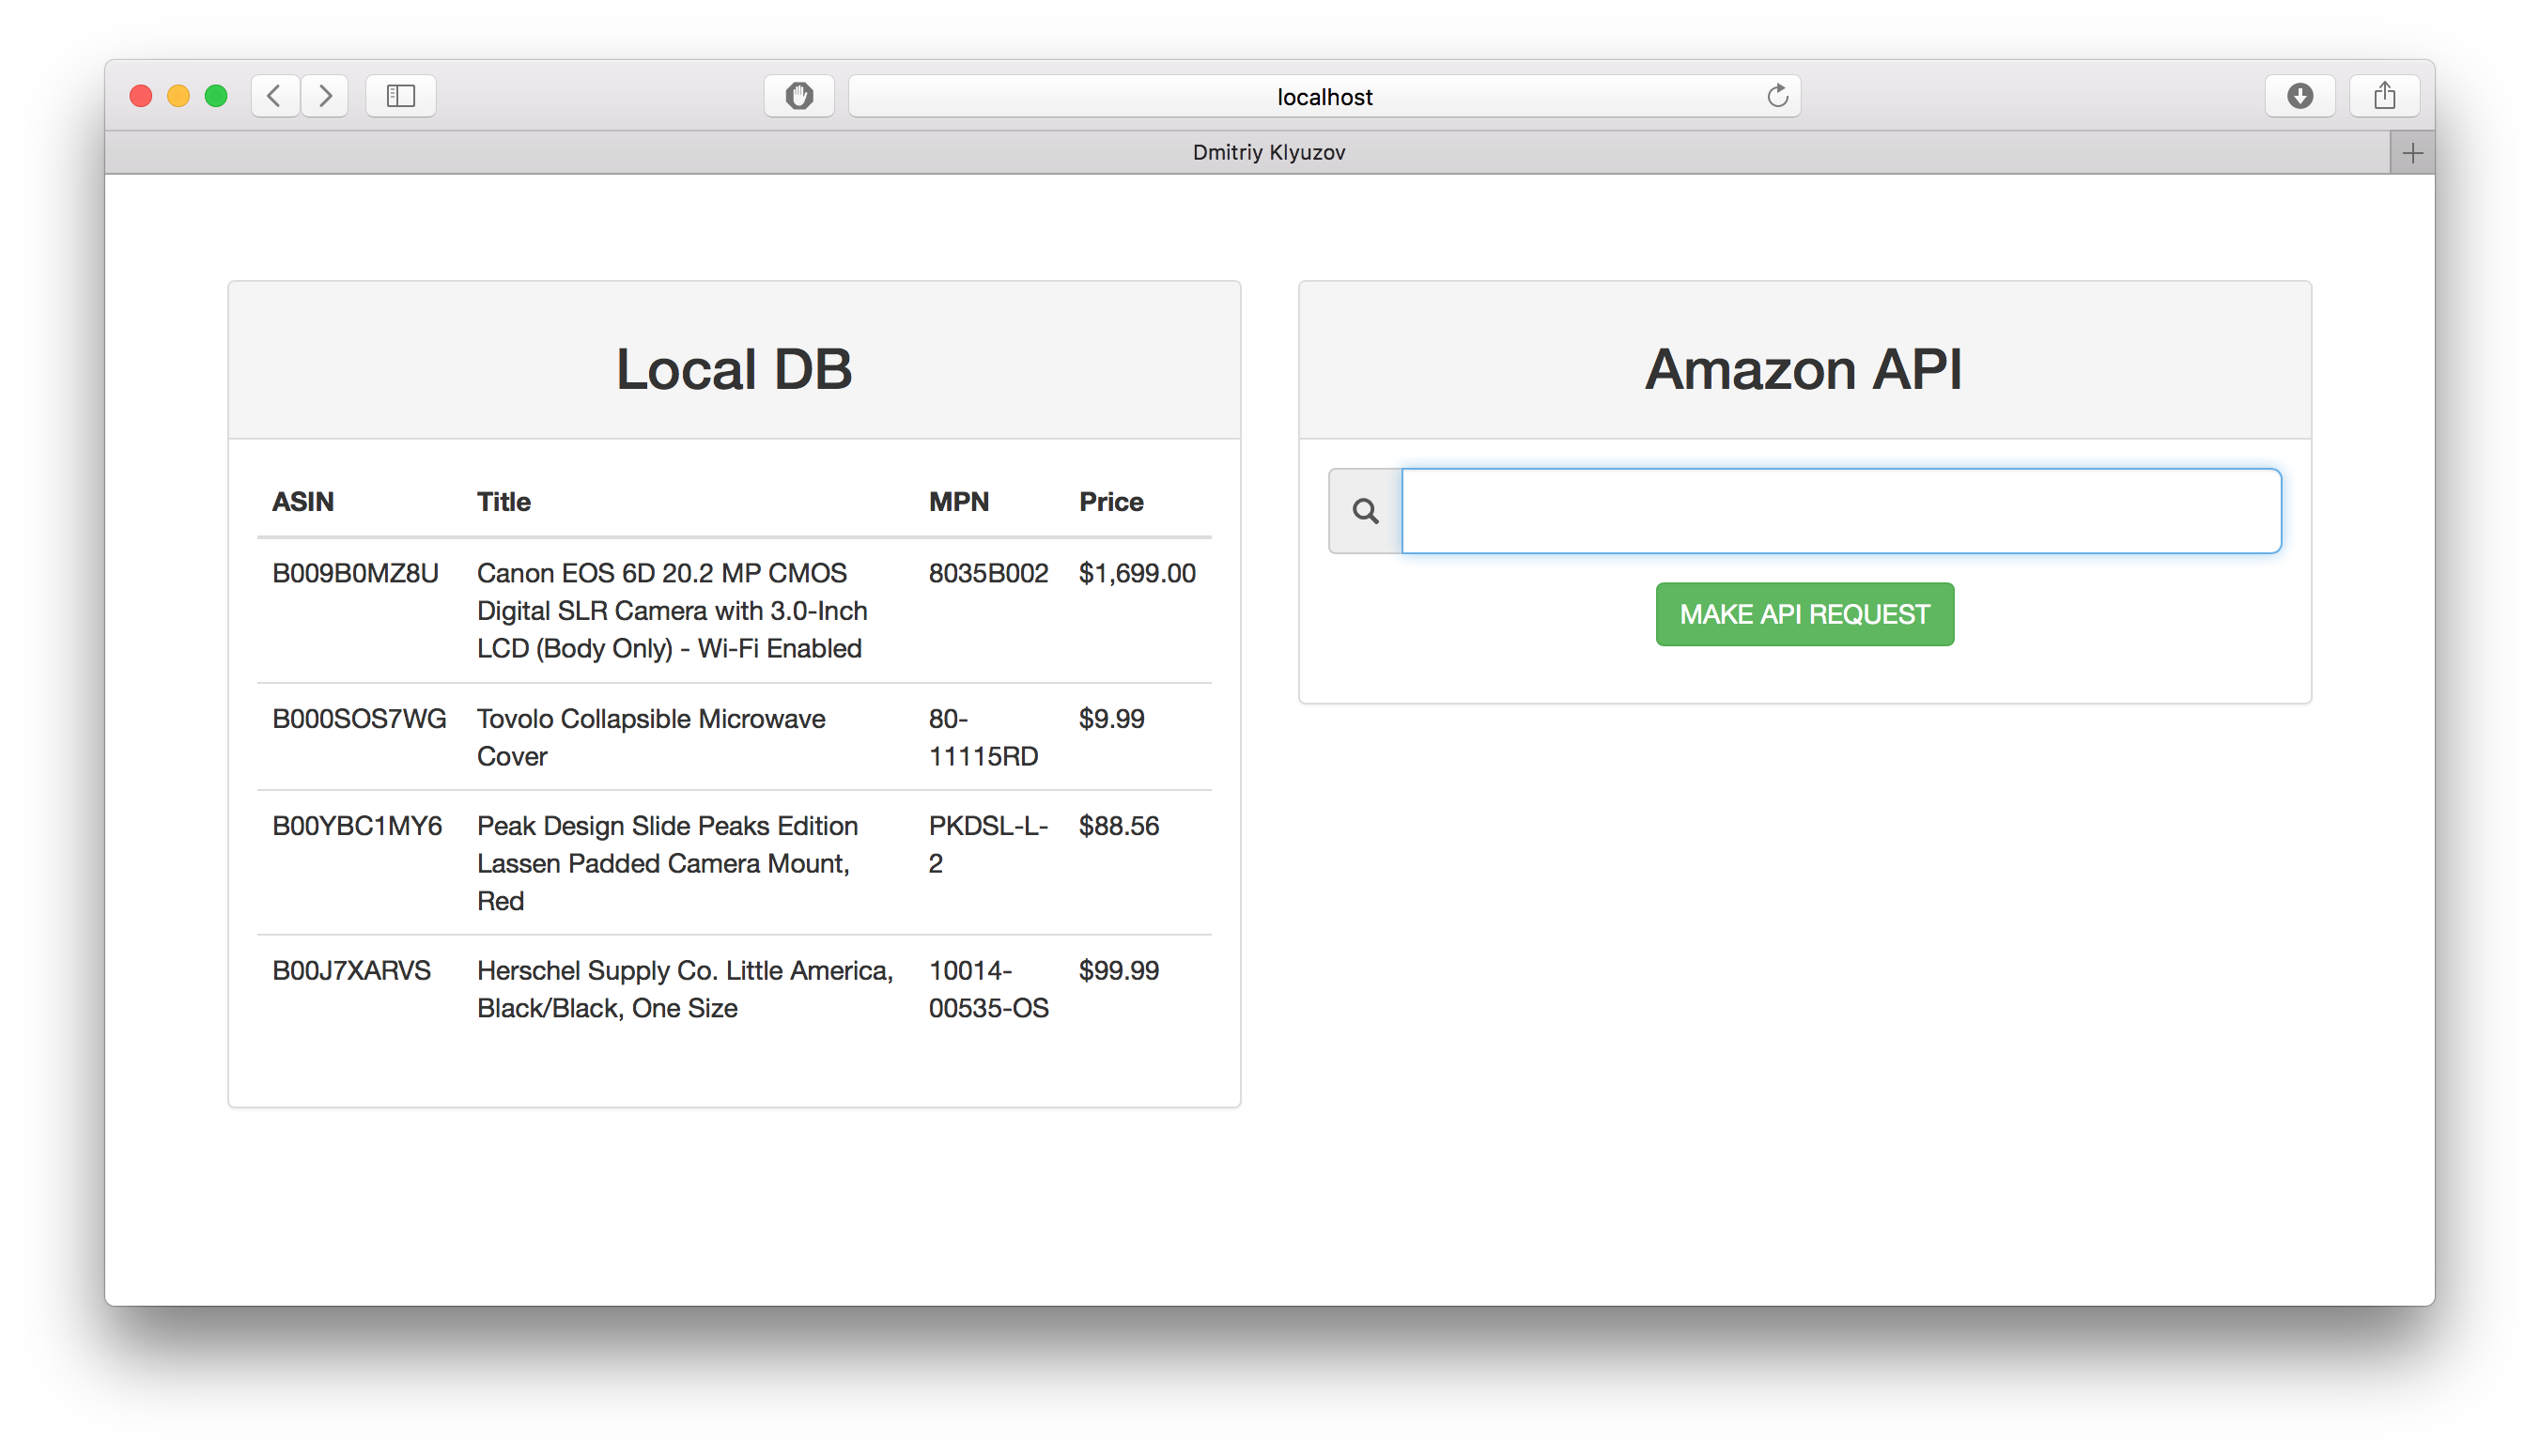 localhost
Dmitriy Klyuzov
Local DB
ASIN Title MPN Price
B009B0MZ8U Canon EOS 6D 20.2 MP CMOS 8035B002 $1,699.00
Digital SLR Camera with 3.0-Inch
LCD (Body Only) - Wi-Fi Enabled
B000SOS7WG Tovolo Collapsible Microwave 80- $9.99
Cover 11115RD
B00YBC1MY6 Peak Design Slide Peaks Edition PKDSL-L- $88.56
Lassen Padded Camera Mount, 2
Red
B00J7XARVS Herschel Supply Co. Little America, 10014- $99.99
Black/Black, One Size 00535-OS
Amazon API
MAKE API REQUEST